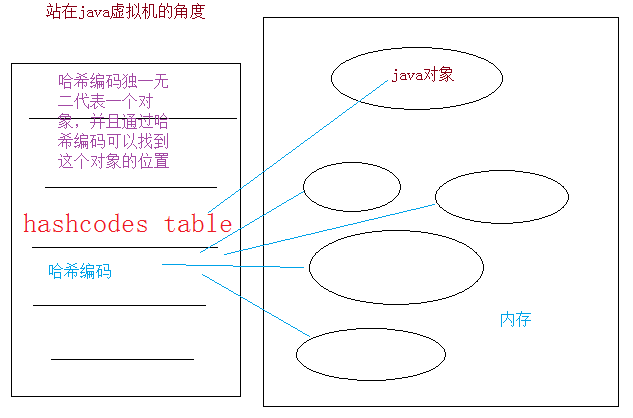 站在java虚拟机的角度
哈希编码独一无
二代表一个对
象，并且通过哈
希编码可以找到
这个对象的位置
hashcodes table
哈希编码
java对象
内存